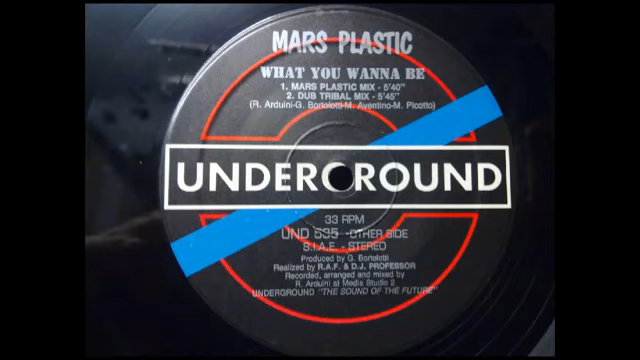 MARS PLASTIC
WHAT YOU WANNA BE
1. MARS PLASTIC MIX - 5'40"
2. DUB TRIBAL MIX - 5'45"
(R. Arduini-G. Bortolotti-M. Aventino-M. Picotto)
UNDERGROUND
33 RPM
UND 535 -OTHER SIDE
S.I.A.E. - STEREO
Produced by G. Bortolotti
Realized by R.A.F. & D.J. PROFESSOR
Recorded, arranged and mixed by
R. Arduini at Media Studio 2
UNDERGROUND "THE SOUND OF THE FUTURE"